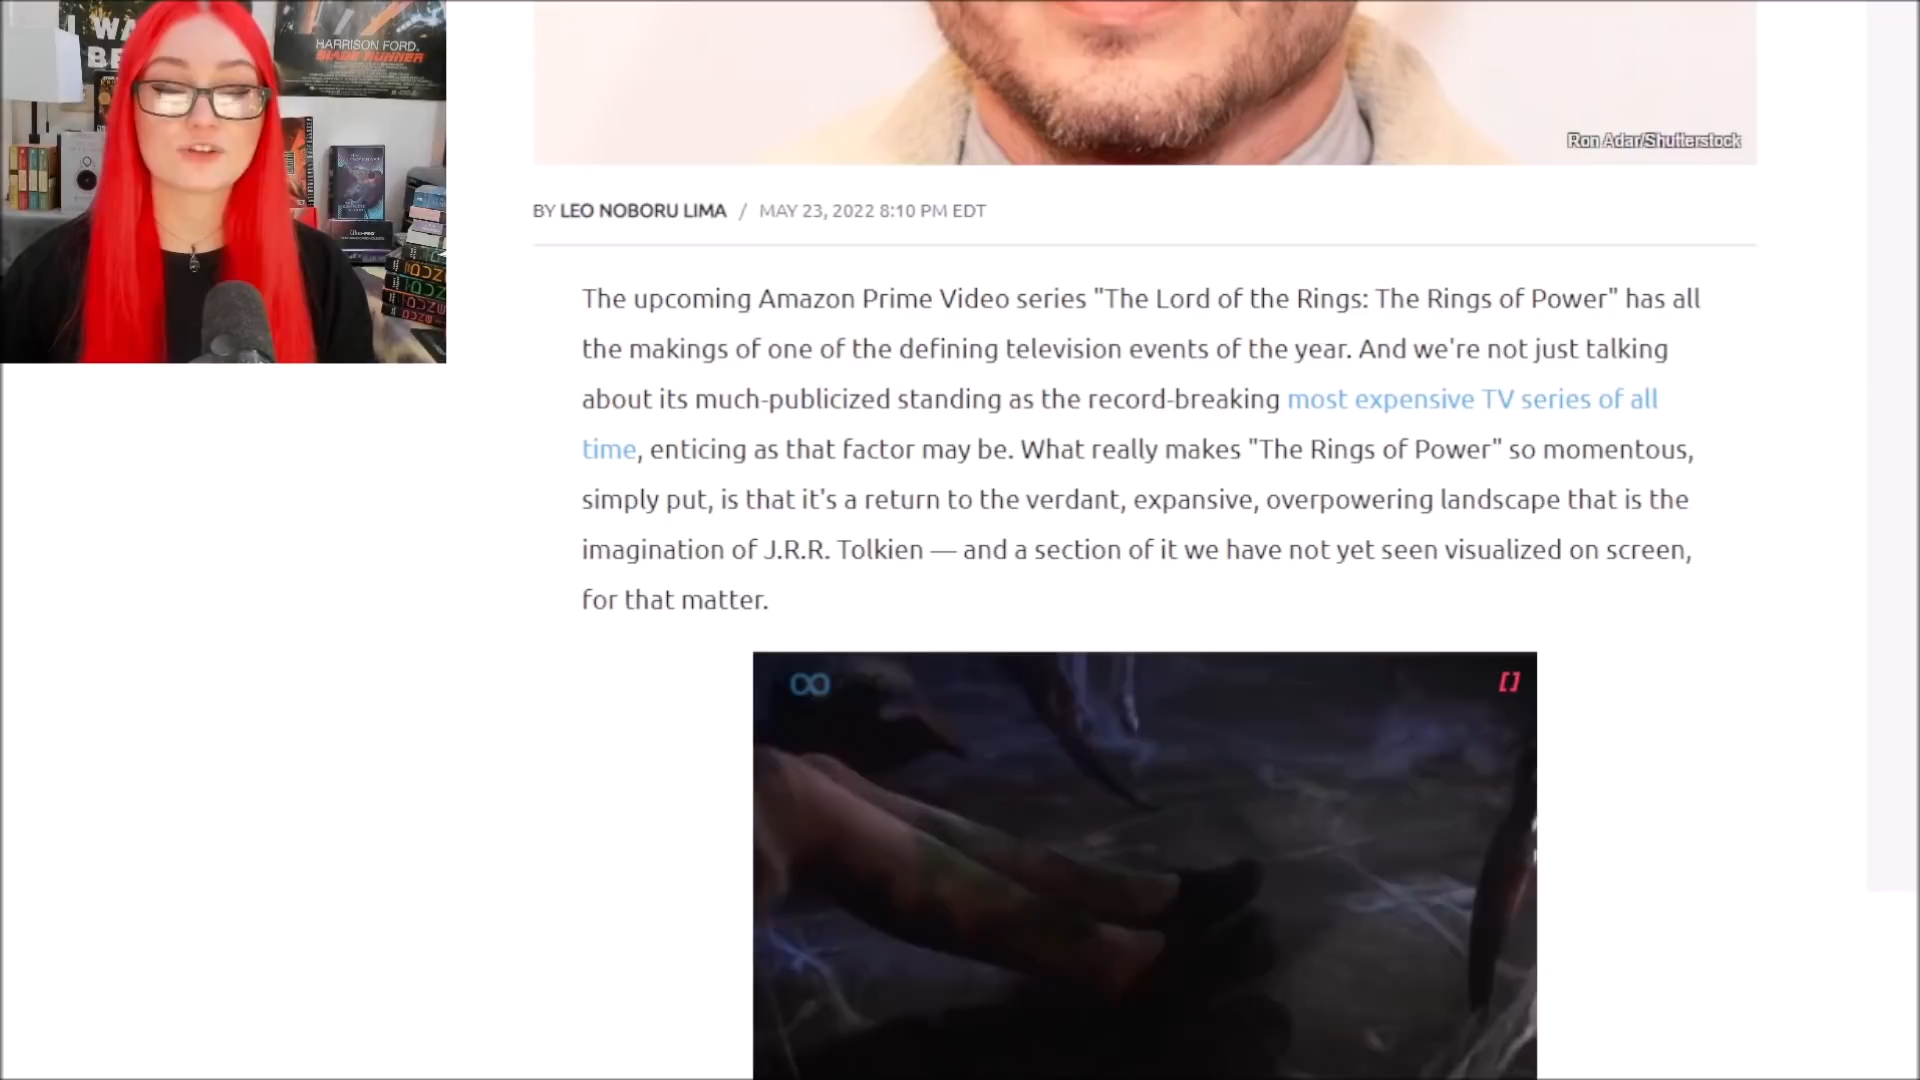 I WA
BE
HARRISON FORD.
BLADE RUNNER
Ron Adar/Shutterstock
BY LEO NOBORU LIMA / MAY 23, 2022 8:10 PM EDT
The upcoming Amazon Prime Video series "The Lord of the Rings: The Rings of Power" has all
the makings of one of the defining television events of the year. And we're not just talking
about its much-publicized standing as the record-breaking most expensive TV series of all
time, enticing as that factor may be. What really makes "The Rings of Power" so momentous,
simply put, is that it's a return to the verdant, expansive, overpowering landscape that is the
imagination of J.R.R. Tolkien — and a section of it we have not yet seen visualized on screen,
for that matter.